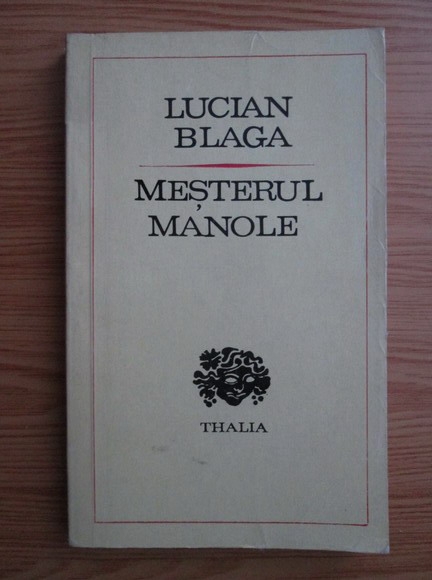 LUCIAN
BLAGA
MEȘTERUL
MANOLE
THALIA